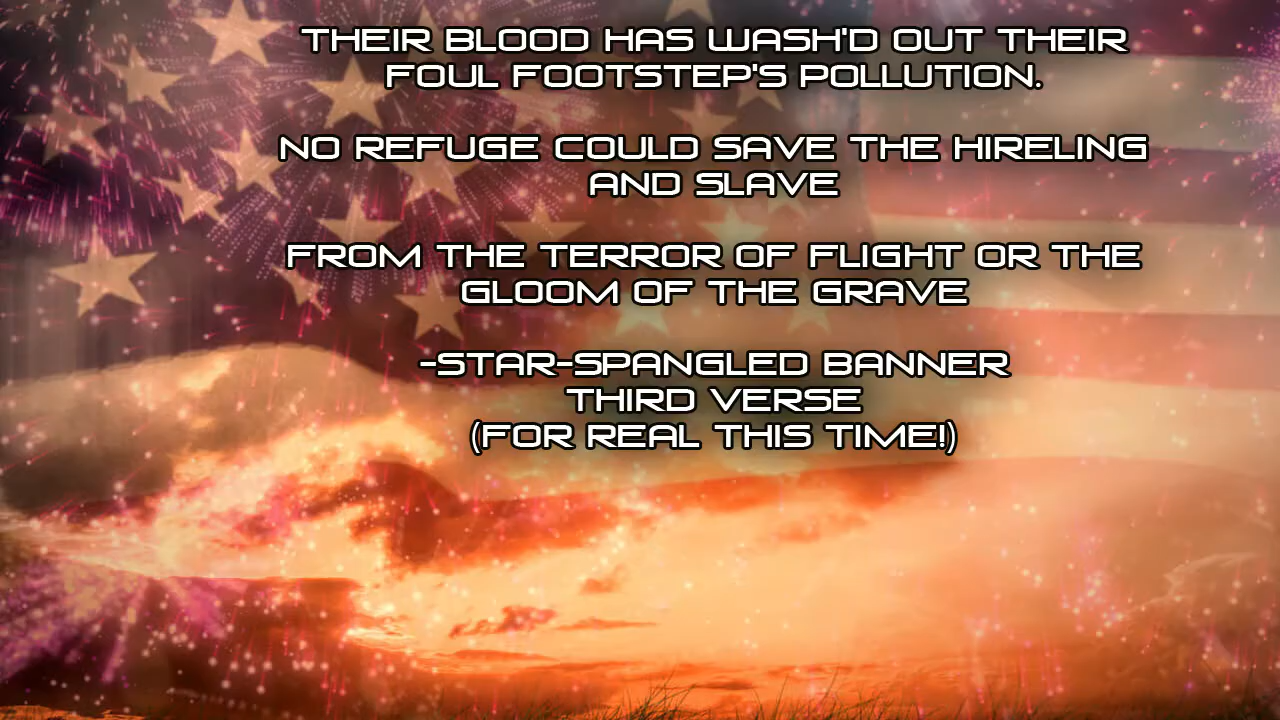 THEIR BLOOD HAS WASH'D OUT THEIR
FOUL FOOTSTEP'S POLLUTION.
NO REFUGE COULD SAVE THE HIRELING
AND SLAVE
FROM THE TERROR OF FLIGHT OR THE
GLOOM OF THE GRAVE
-STAR-SPANGLED BANNER
THIRD VERSE
(FOR REAL THIS TIME!)